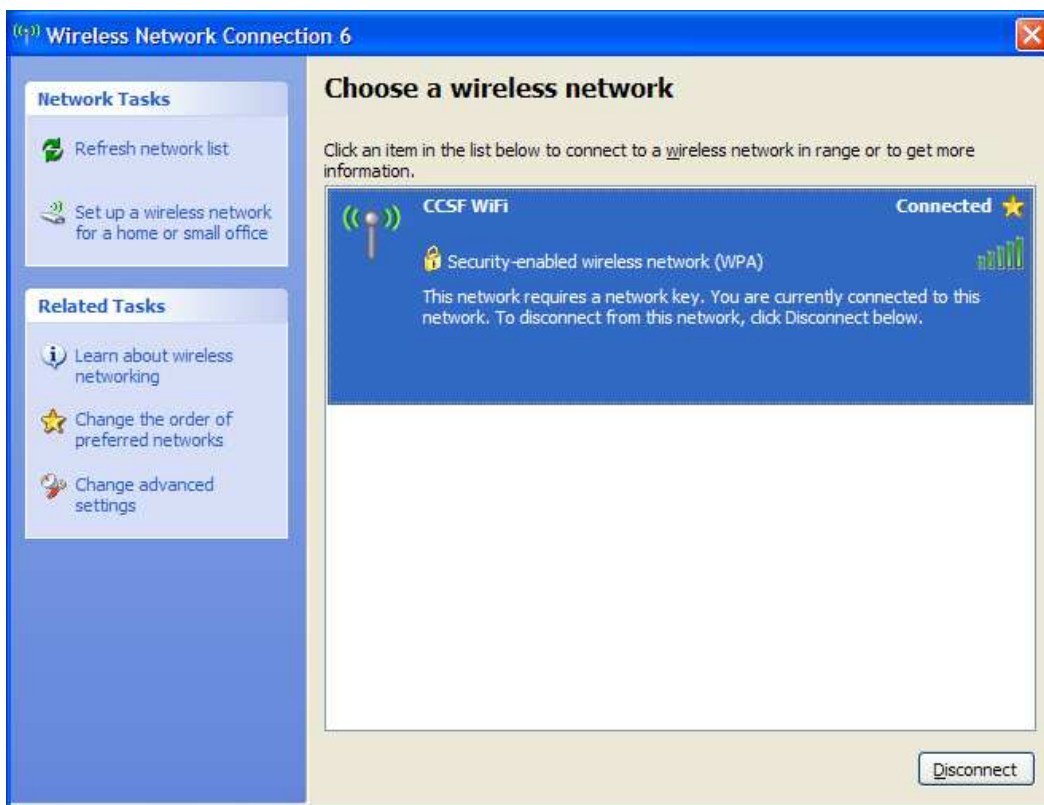 Wireless Network Connection 6
Network Tasks
Refresh network list
Set up a wireless network
for a home or small office
Related Tasks
Learn about wireless
networking
Change the order of
preferred networks
Change advanced
settings
Choose a wireless network
Click an item in the list below to connect to a wireless network in range or to get more
information.
CCSF WiFi
Connected
Security-enabled wireless network (WPA)
This network requires a network key. You are currently connected to this
network. To disconnect from this network, click Disconnect below.
Disconnect